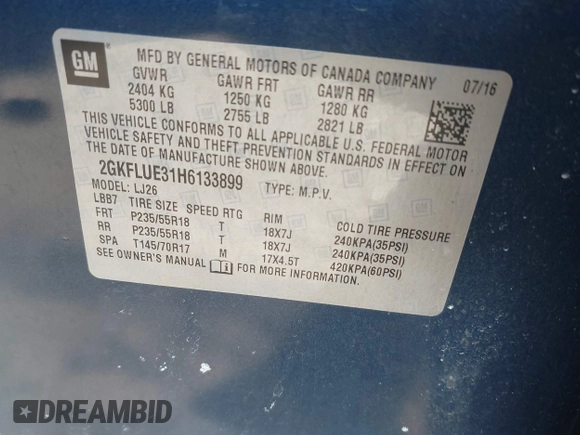 GM
MFD BY GENERAL MOTORS OF CANADA COMPANY 07/16
GVWR GAWR FRT GAWR RR
2404 KG 1250 KG 1280 KG
5300 LB 2755 LB 2821 LB
THIS VEHICLE CONFORMS TO ALL APPLICABLE U.S. FEDERAL MOTOR
VEHICLE SAFETY AND THEFT PREVENTION STANDARDS IN EFFECT ON
THE DATE OF MANUFACTURE SHOWN ABOVE.
2GKFLUE31H6133899 TYPE: M.P.V.
MODEL: LJ26
LBB7 TIRE SIZE SPEED RTG RIM COLD TIRE PRESSURE
FRT P235/55R18 T 18X7J 240KPA(35PSI)
RR P235/55R18 T 18X7J 240KPA(35PSI)
SPA T145/70R17 M 17X4.5T 420KPA(60PSI)
SEE OWNER'S MANUAL FOR MORE INFORMATION.
DREAMBID